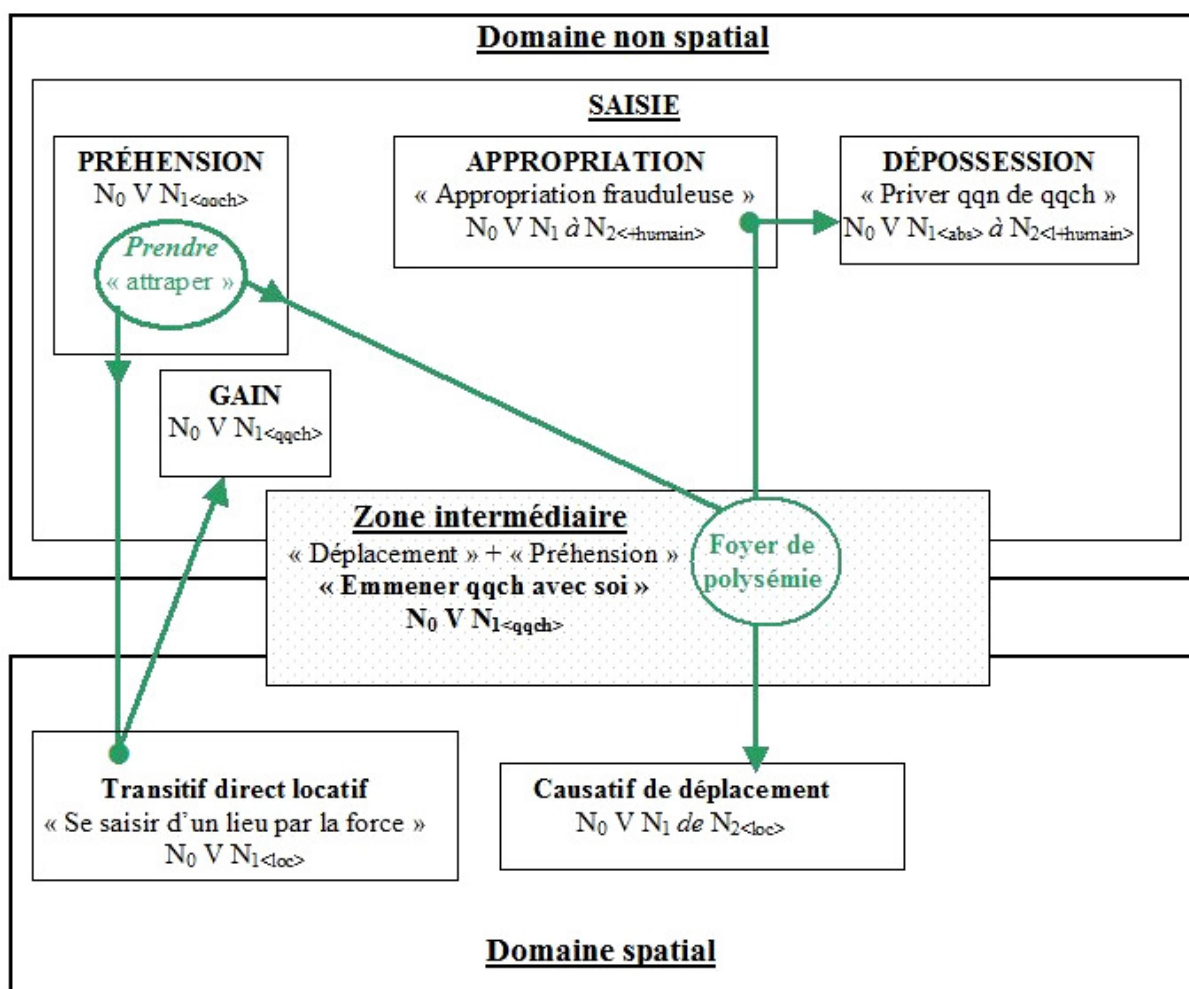 Domaine non spatial
SAISIE
PRÉHENSION
N₀ V N₁<qqch>
Prendre
« attraper »
APPROPRIATION
« Appropriation frauduleuse »
N₀ V N₁ à N₂<+humain>
DÉPOSSESSION
« Priver qqn de qqch »
N₀ V N₁<abs> à N₂<l+humain>
GAIN
N₀ V N₁<qqch>
Zone intermédiaire
« Déplacement » + « Préhension »
« Emmener qqch avec soi »
N₀ V N₁<qqch>
Foyer de
polysémie
Transitif direct locatif
« Se saisir d’un lieu par la force »
N₀ V N₁<loc>
Causatif de déplacement
N₀ V N₁ de N₂<loc>
Domaine spatial